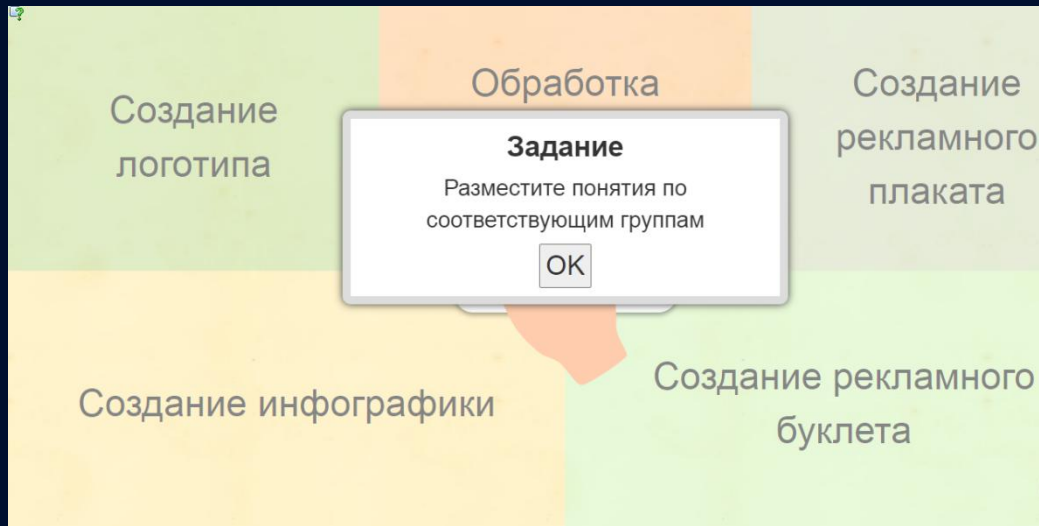 Создание
логотипа
Обработка
Создание
рекламного
плаката
Задание
Разместите понятия по
соответствующим группам
OK
Создание инфографики
Создание рекламного
буклета